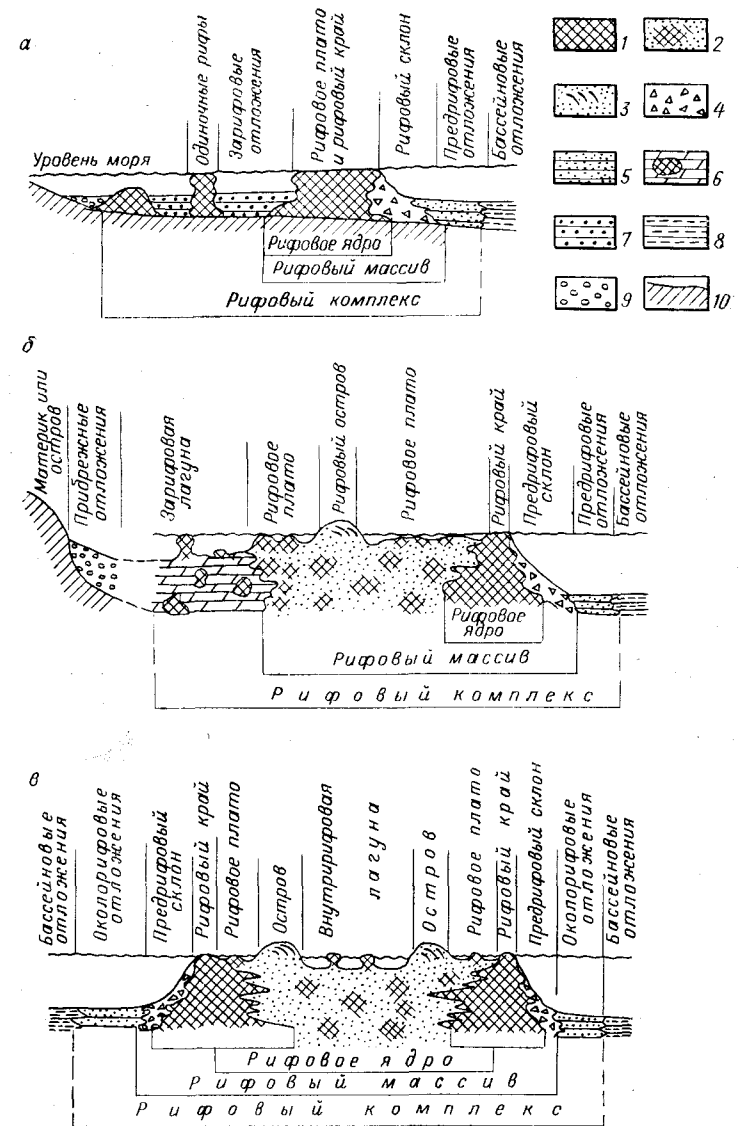 а
Уровень моря
Одиночные рифы
Зарифовые
отложения
Рифовое плато
и рифовый край
Рифовый склон
Предрифовые
отложения
Бассейновые
отложения
Рифовое ядро
Рифовый массив
Рифовый комплекс
1
2
3
4
5
6
7
8
9
10
б
Материк или
остров
Прибрежные
отложения
Зарифовая
лагуна
Рифовое
плато
Рифовый остров
Рифовое плато
Рифовый край
Предрифовый
склон
Предрифовые
отложения
Бассейновые
отложения
Рифовое
ядро
Рифовый массив
Рифовый комплекс
в
Бассейновые
отложения
Околорифовые
отложения
Предрифовый
склон
Рифовый край
Рифовое плато
Остров
Внутририфовая
лагуна
Остров
Рифовое плато
Рифовый край
Предрифовый склон
Околорифовые
отложения
Бассейновые
отложения
Рифовое ядро
Рифовый массив
Рифовый комплекс